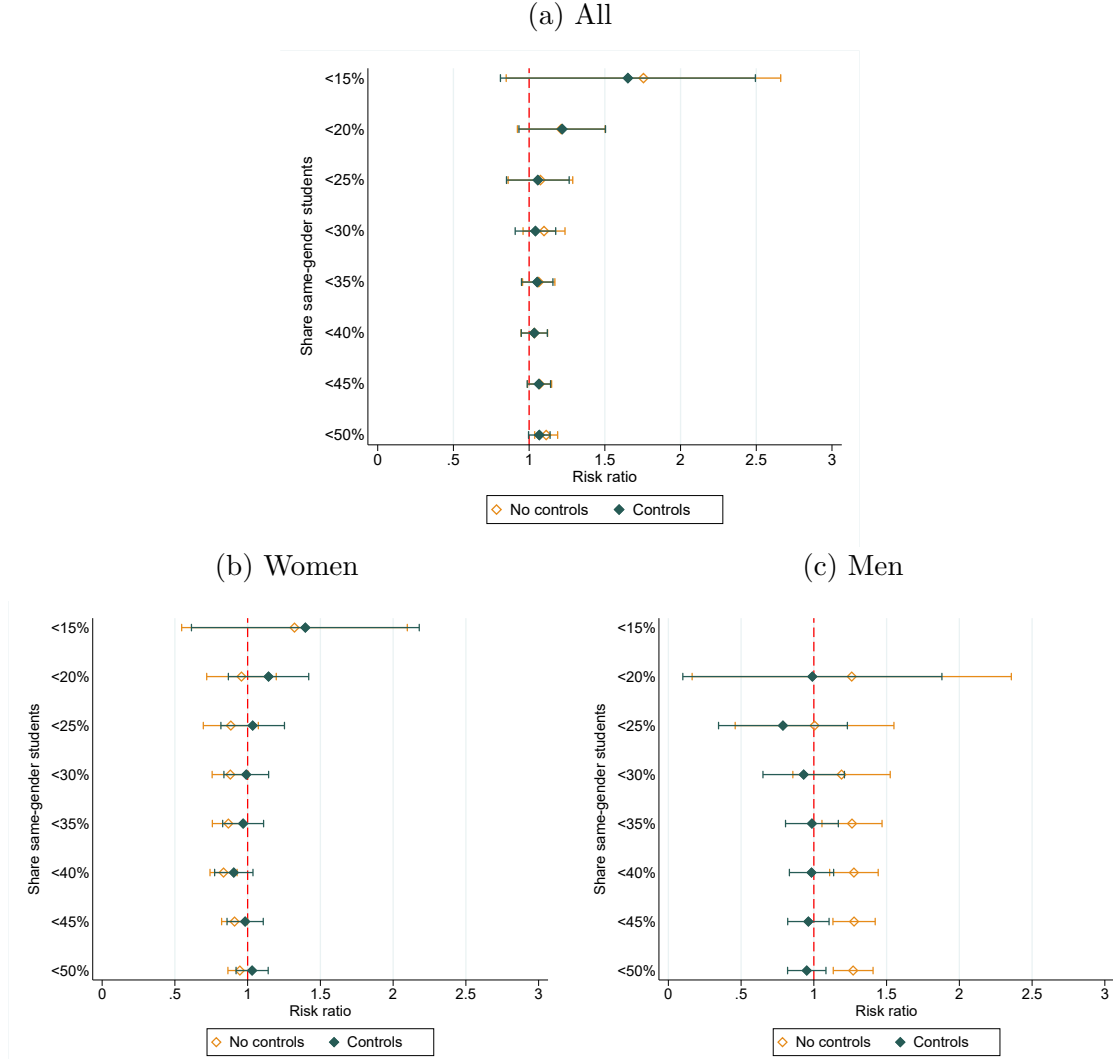 (a) All
Share same-gender students
<15%
<20%
<25%
<30%
<35%
<40%
<45%
<50%
0 .5 1 1.5 2 2.5 3
Risk ratio
No controls Controls
(b) Women
Share same-gender students
<15%
<20%
<25%
<30%
<35%
<40%
<45%
<50%
0 .5 1 1.5 2 2.5 3
Risk ratio
No controls Controls
(c) Men
Share same-gender students
<15%
<20%
<25%
<30%
<35%
<40%
<45%
<50%
0 .5 1 1.5 2 2.5 3
Risk ratio
No controls Controls